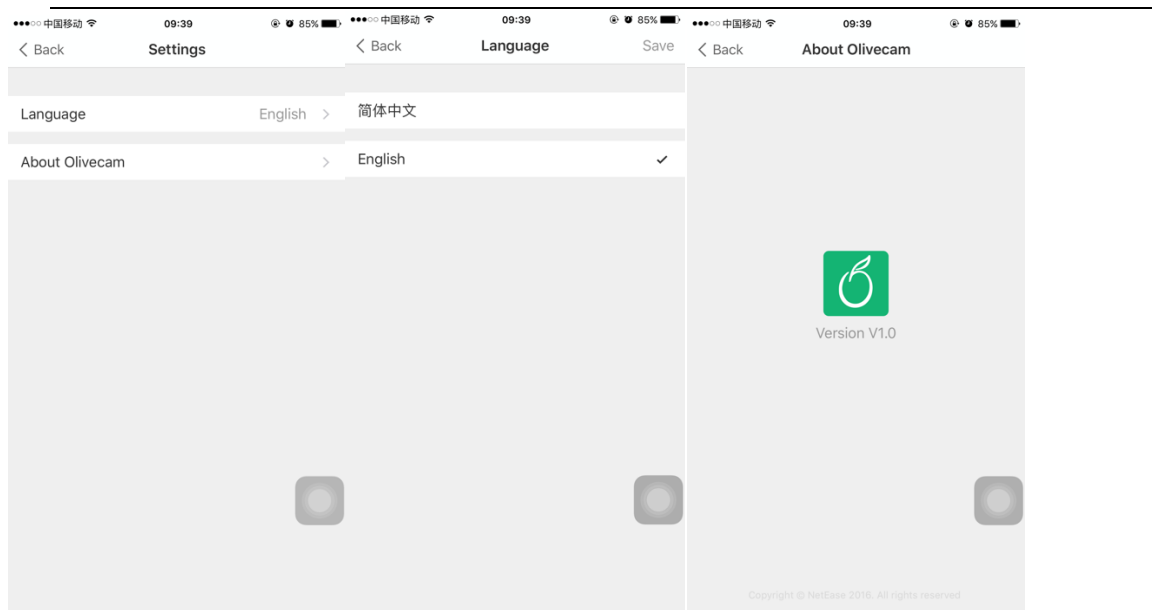 中国移动 09:39 85%
Back Settings
Language English
About Olivecam
中国移动 09:39 85%
Back Language Save
简体中文
English
中国移动 09:39 85%
Back About Olivecam
Version V1.0
Copyright © NetEase 2016. All rights reserved